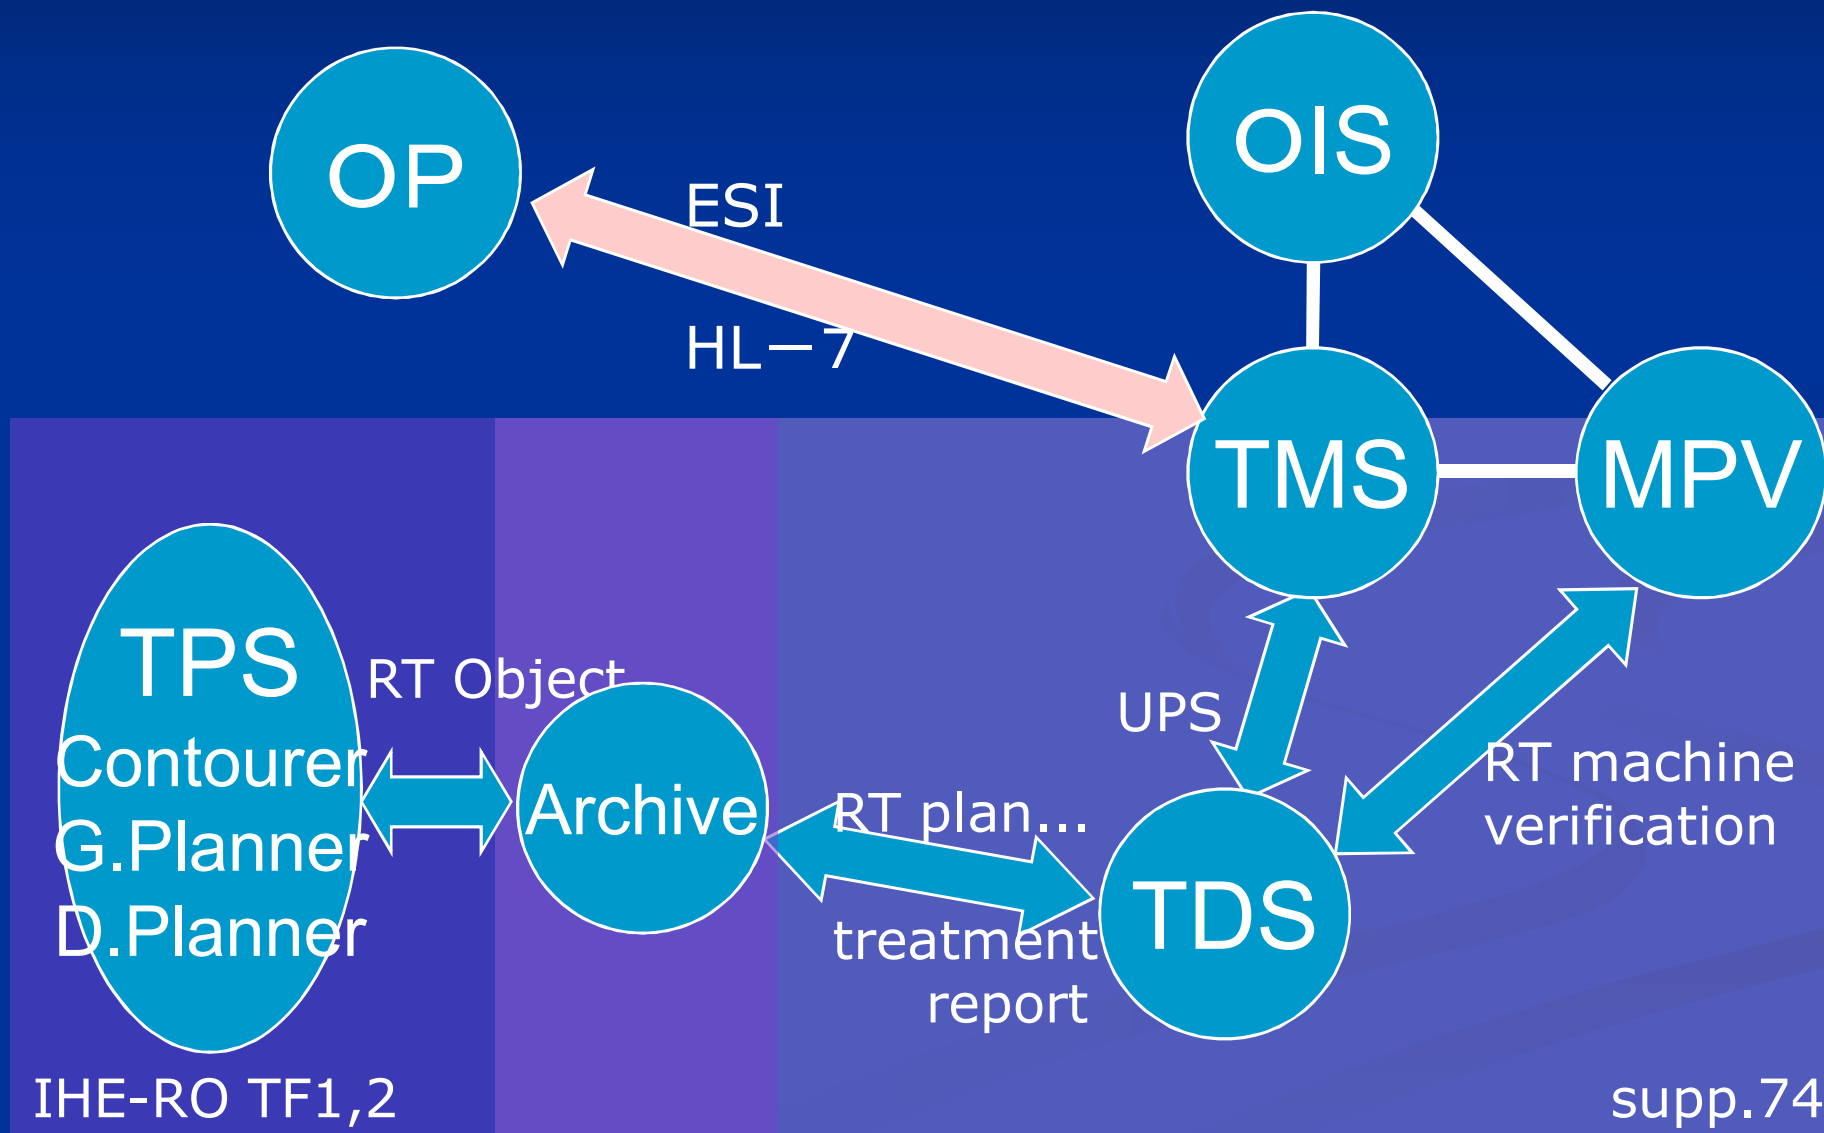 OP
OIS
ESI
HL－7
TMS
MPV
TPS
Contourer
G.Planner
D.Planner
RT Object
Archive
UPS
RT machine
verification
RT plan...
TDS
treatment
report
IHE-RO TF1,2
supp.74